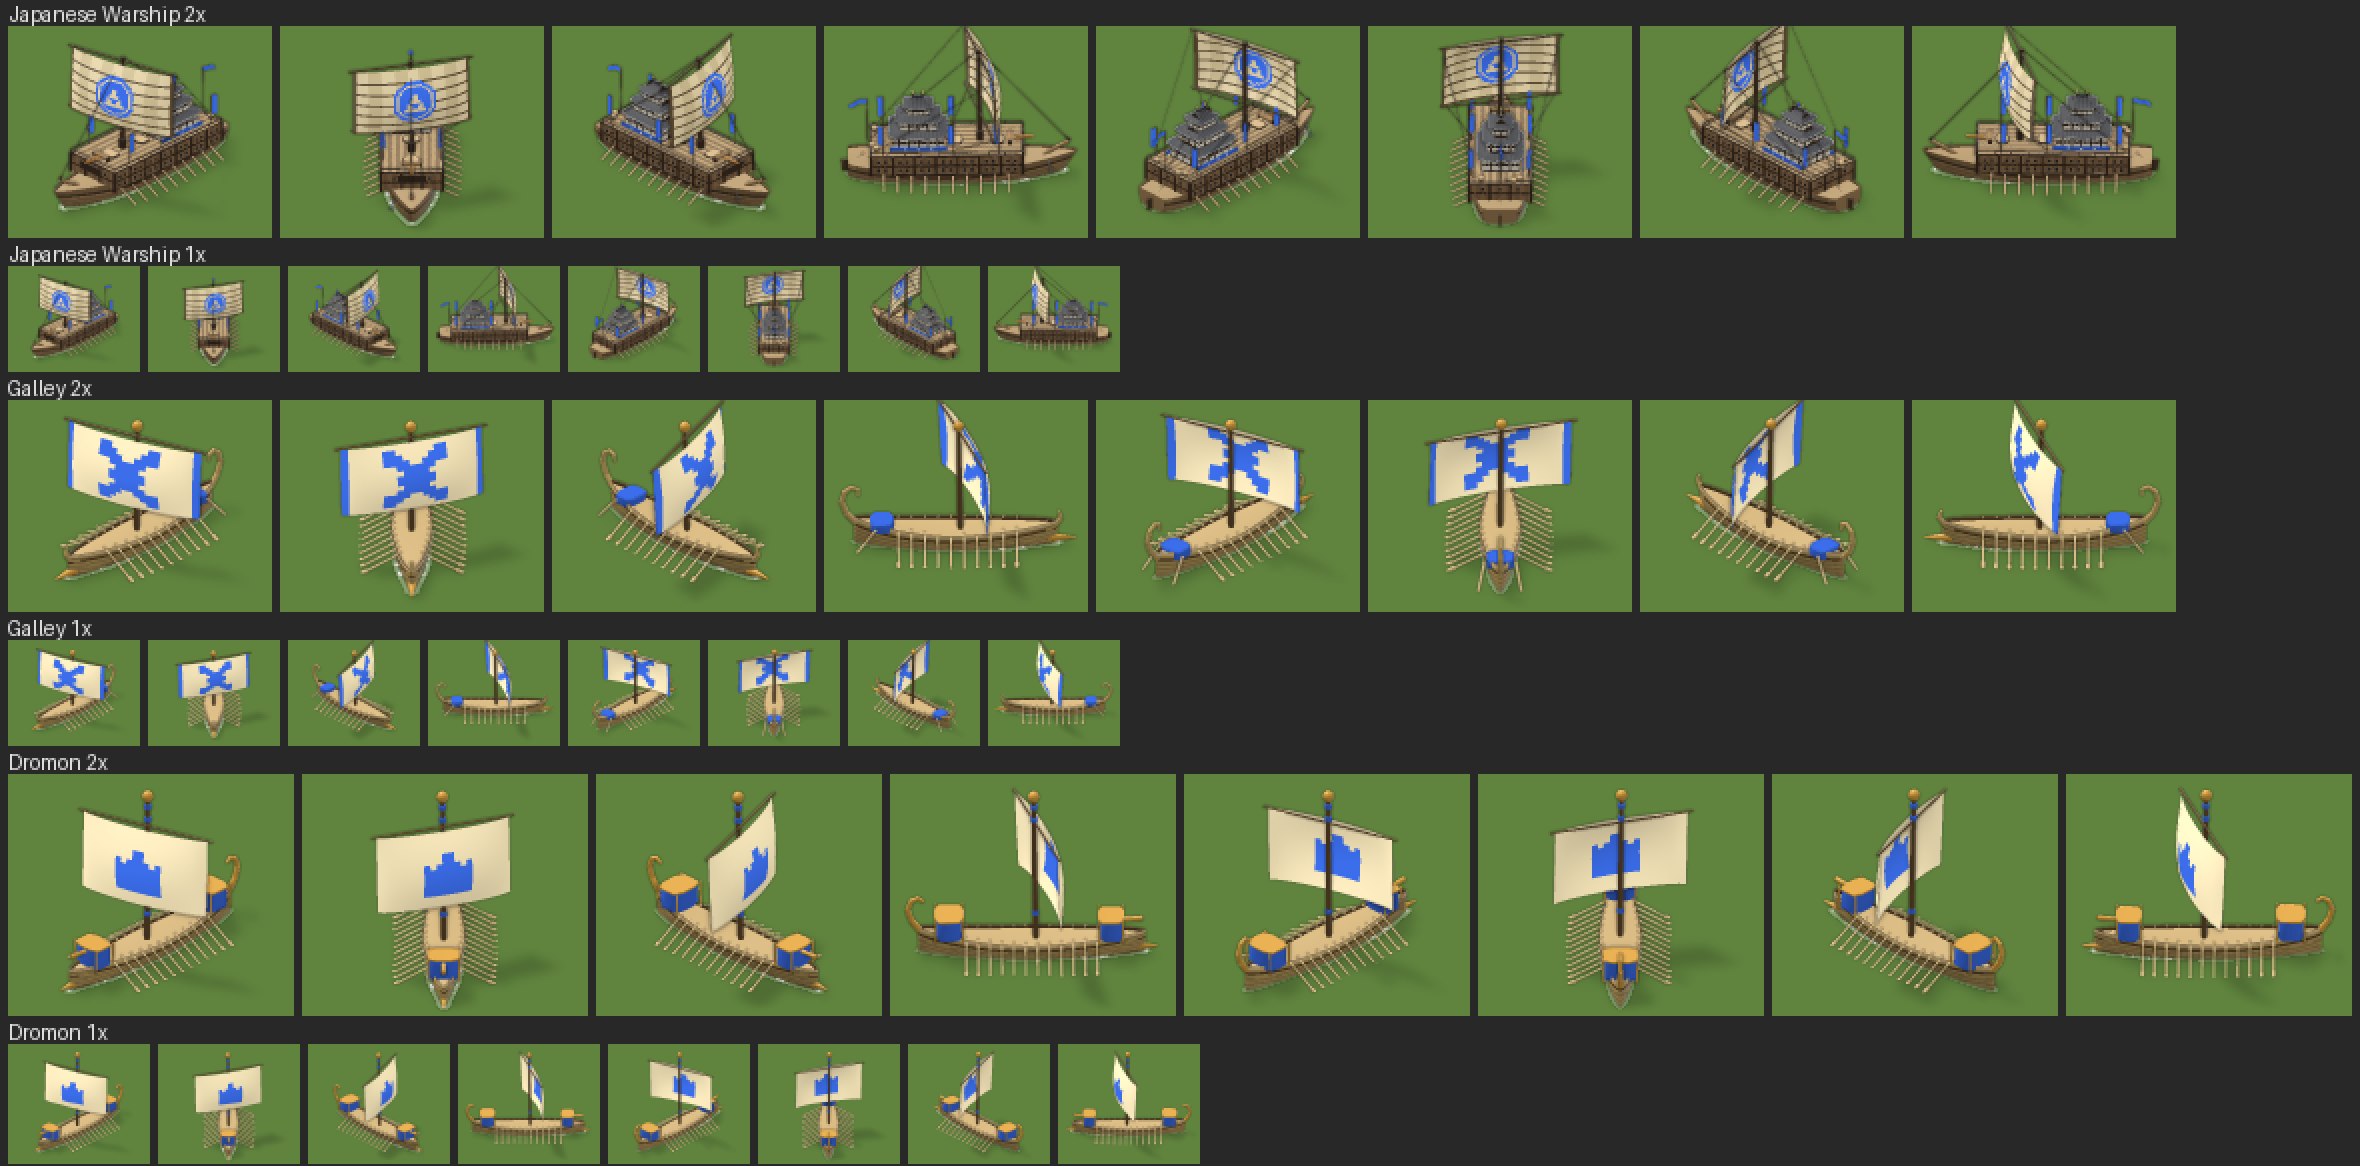 Japanese Warship 2x
Japanese Warship 1x
Galley 2x
Galley 1x
Dromon 2x
Dromon 1x